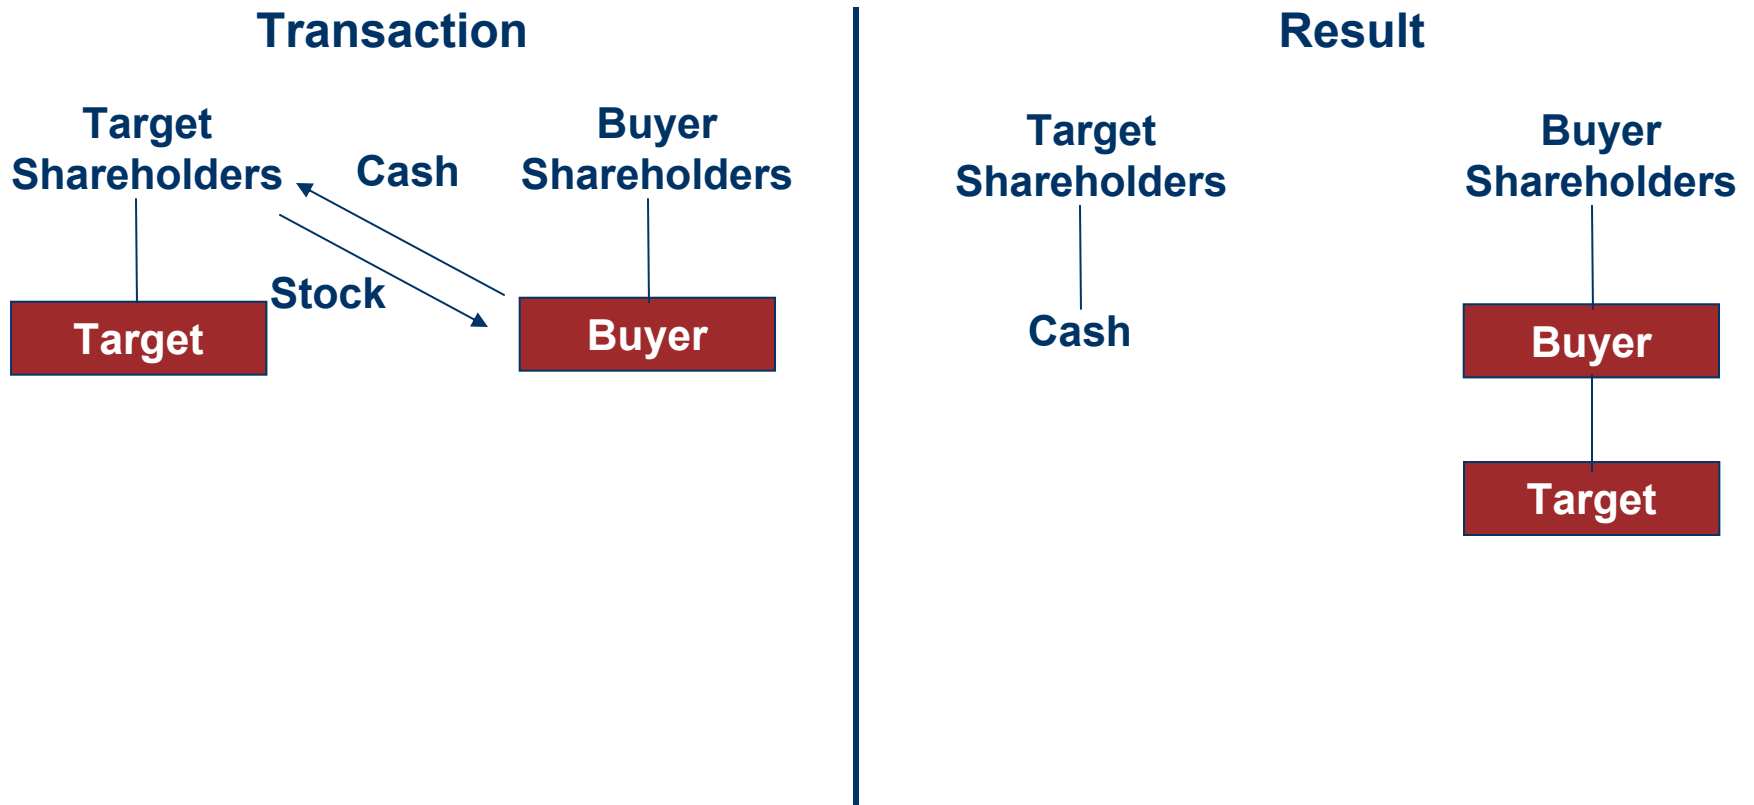 Transaction
Target
Shareholders
Cash
Buyer
Shareholders
Stock
Target
Buyer
Result
Target
Shareholders
Cash
Buyer
Shareholders
Buyer
Target